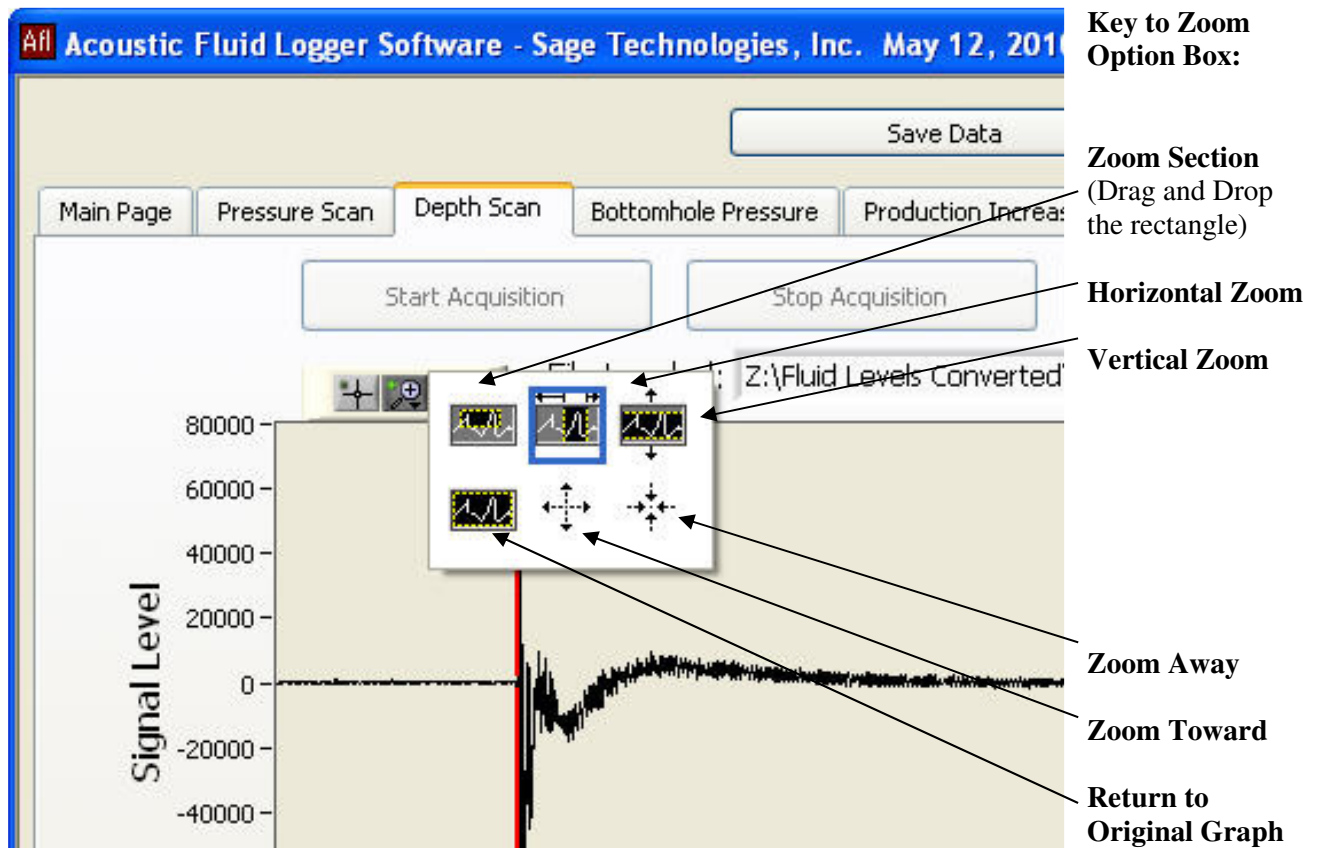 Afl Acoustic Fluid Logger Software - Sage Technologies, Inc. May 12, 201
Save Data
Main Page Pressure Scan Depth Scan Bottomhole Pressure Production Increas
Start Acquisition Stop Acquisition
: Z:\Fluid Levels Converted
80000
60000
40000
20000
0
-20000
-40000
Signal Level
Key to Zoom
Option Box:
Zoom Section
(Drag and Drop
the rectangle)
Horizontal Zoom
Vertical Zoom
Zoom Away
Zoom Toward
Return to
Original Graph